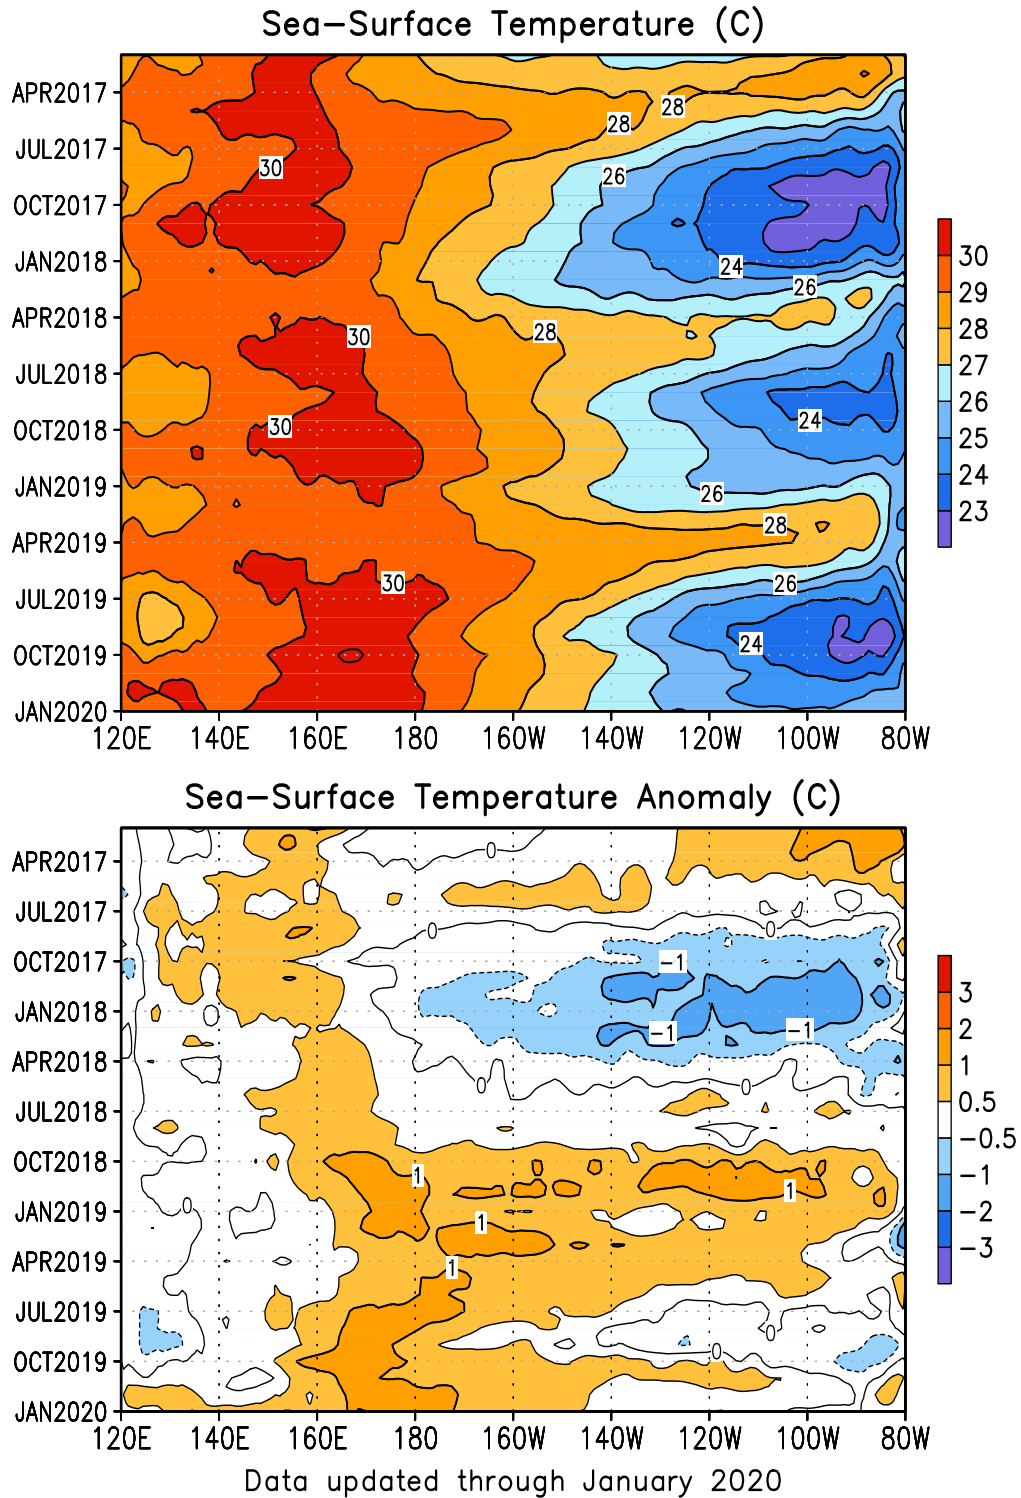 Sea-Surface Temperature (C)
APR2017
28
28
JUL2017
30
26
OCT2017
24
JAN2018
26
APR2018
28
30
JUL2018
24
30
OCT2018
26
JAN2019
28
APR2019
30
26
JUL2019
24
OCT2019
JAN2020
120E 140E 160E 180 160W 140W 120W 100W 80W
30
29
28
27
26
25
24
23
Sea-Surface Temperature Anomaly (C)
APR2017
0
JUL2017
0
0
OCT2017
-1
JAN2018
-1
-1
APR2018
0
0
JUL2018
OCT2018
1
1
JAN2019
0
1
APR2019
1
JUL2019
0
0
OCT2019
JAN2020
120E 140E 160E 180 160W 140W 120W 100W 80W
3
2
1
0.5
-0.5
-1
-2
-3
Data updated through January 2020